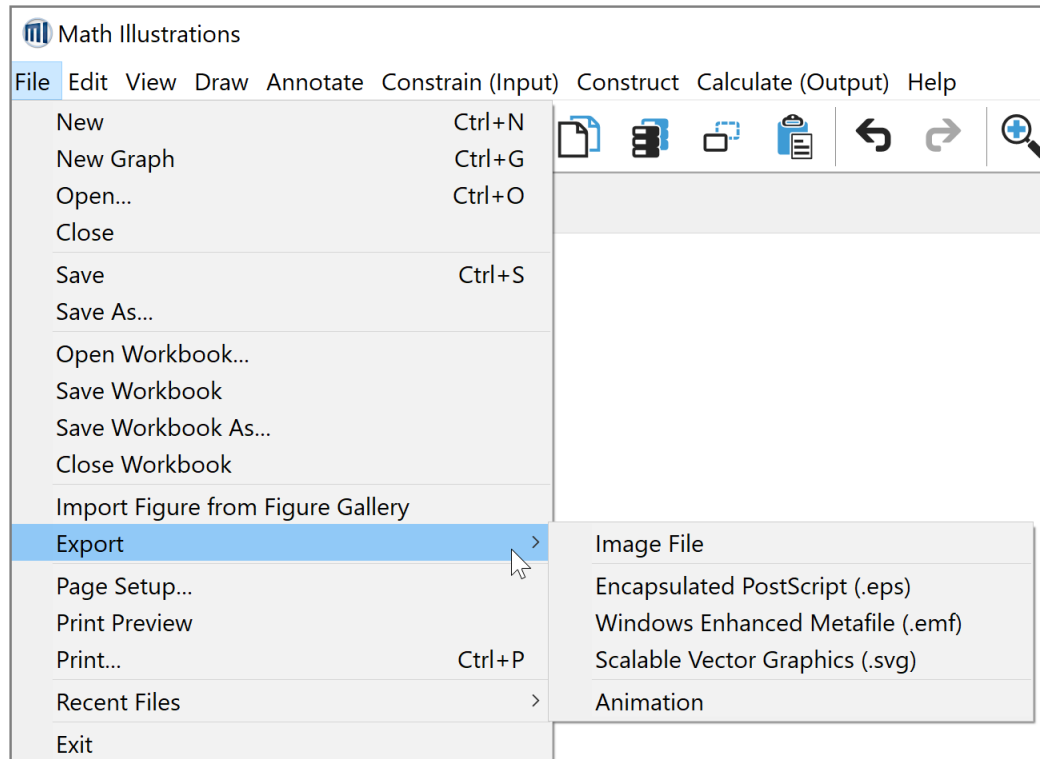 Math Illustrations
File Edit View Draw Annotate Constrain (Input) Construct Calculate (Output) Help
New Ctrl+N
New Graph Ctrl+G
Open... Ctrl+O
Close
Save Ctrl+S
Save As...
Open Workbook...
Save Workbook
Save Workbook As...
Close Workbook
Import Figure from Figure Gallery
Export
Page Setup...
Print Preview
Print... Ctrl+P
Recent Files
Exit
Image File
Encapsulated PostScript (.eps)
Windows Enhanced Metafile (.emf)
Scalable Vector Graphics (.svg)
Animation